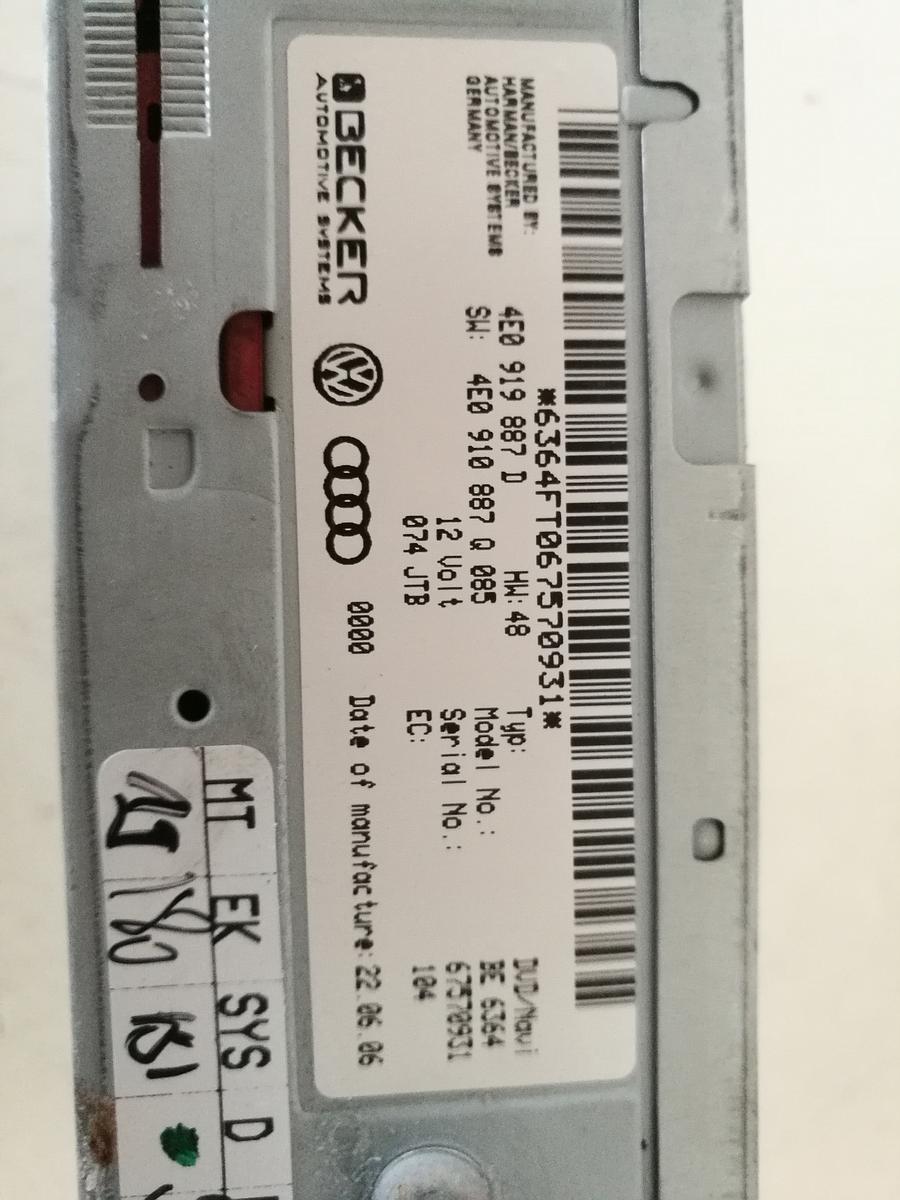 *6364FT067570931*
MANUFACTURED BY:
HARMAN/BECKER
AUTOMOTIVE SYSTEMS
GERMANY
4E0 919 887 D HW:48
SW: 4E0 910 887 Q 085
12 Volt
074 JTB
Typ: DVD/Navi
Model No.: BE 6364
Serial No.: 67570931
EC: 104
BECKER
AUTOMOTIVE SYSTEMS
0000 Date of manufacture:22.06.06
MT EK SYS D